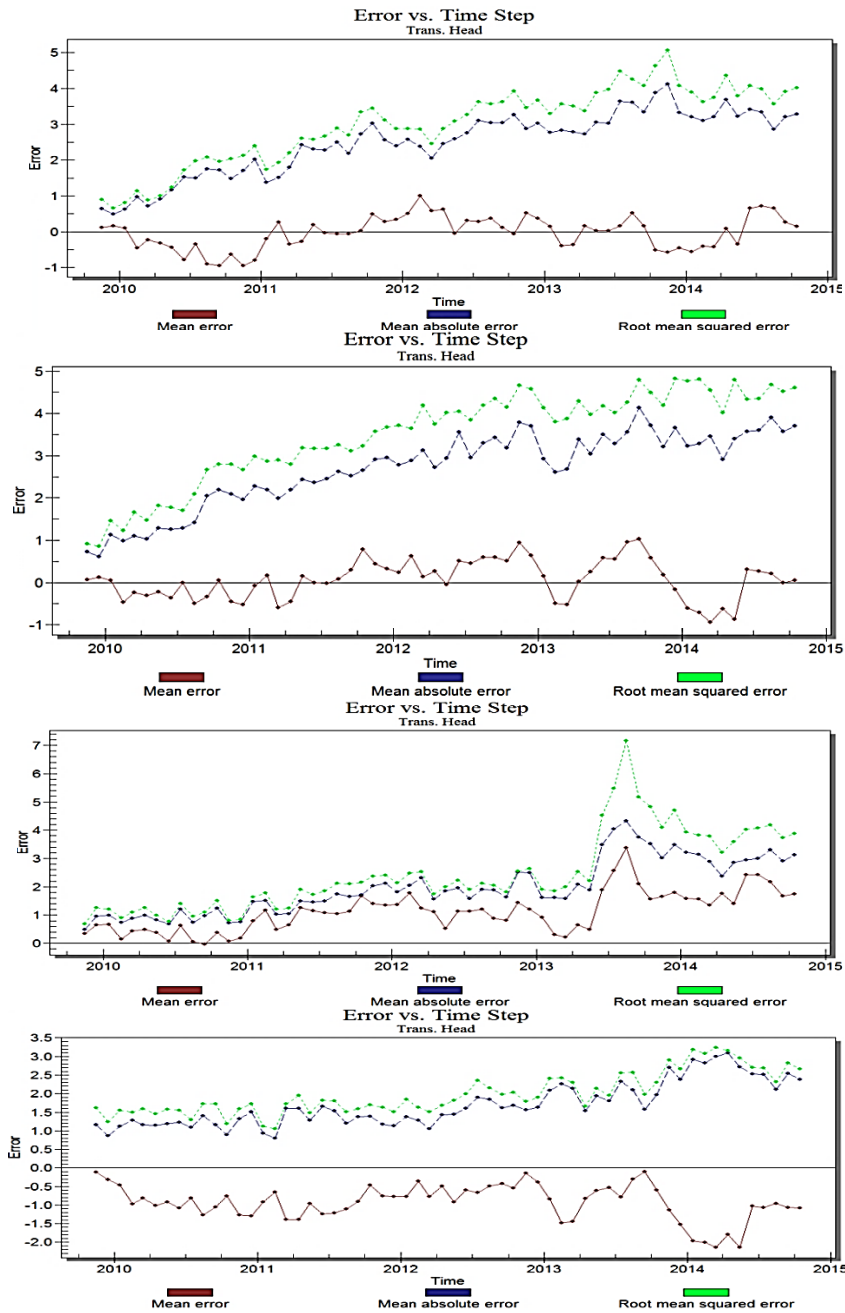 Error vs. Time Step
Trans. Head
5
4
3
2
1
0
-1
Error
2010 2011 2012 2013 2014 2015
Time
Mean error Mean absolute error Root mean squared error
Error vs. Time Step
Trans. Head
5
4
3
2
1
0
-1
Error
2010 2011 2012 2013 2014 2015
Time
Mean error Mean absolute error Root mean squared error
Error vs. Time Step
Trans. Head
7
6
5
4
3
2
1
0
Error
2010 2011 2012 2013 2014 2015
Time
Mean error Mean absolute error Root mean squared error
Error vs. Time Step
Trans. Head
3.5
3.0
2.5
2.0
1.5
1.0
0.5
0.0
-0.5
-1.0
-1.5
-2.0
Error
2010 2011 2012 2013 2014 2015
Time
Mean error Mean absolute error Root mean squared error